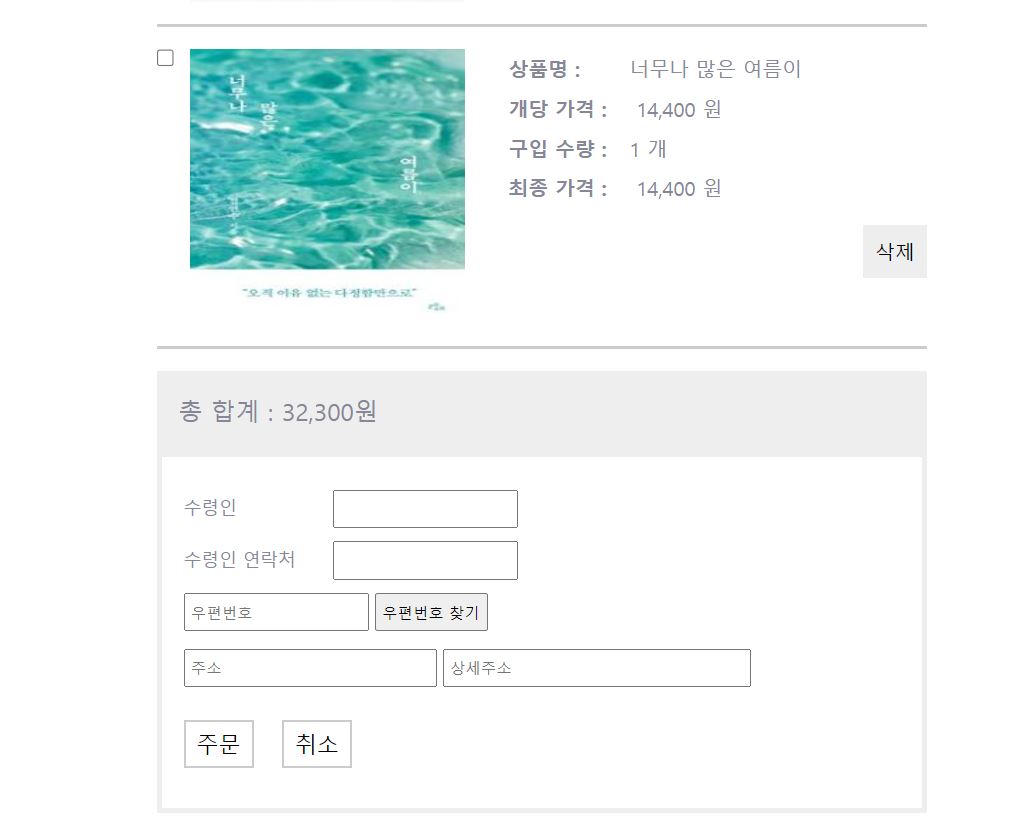 너무나
많은
여름이
"오직 이유 없는 다정함만으로"
상품명 : 너무나 많은 여름이
개당 가격 : 14,400 원
구입 수량 : 1 개
최종 가격 : 14,400 원
삭제
총 합계 : 32,300원
수령인
수령인 연락처
우편번호 우편번호 찾기
주소 상세주소
주문 취소